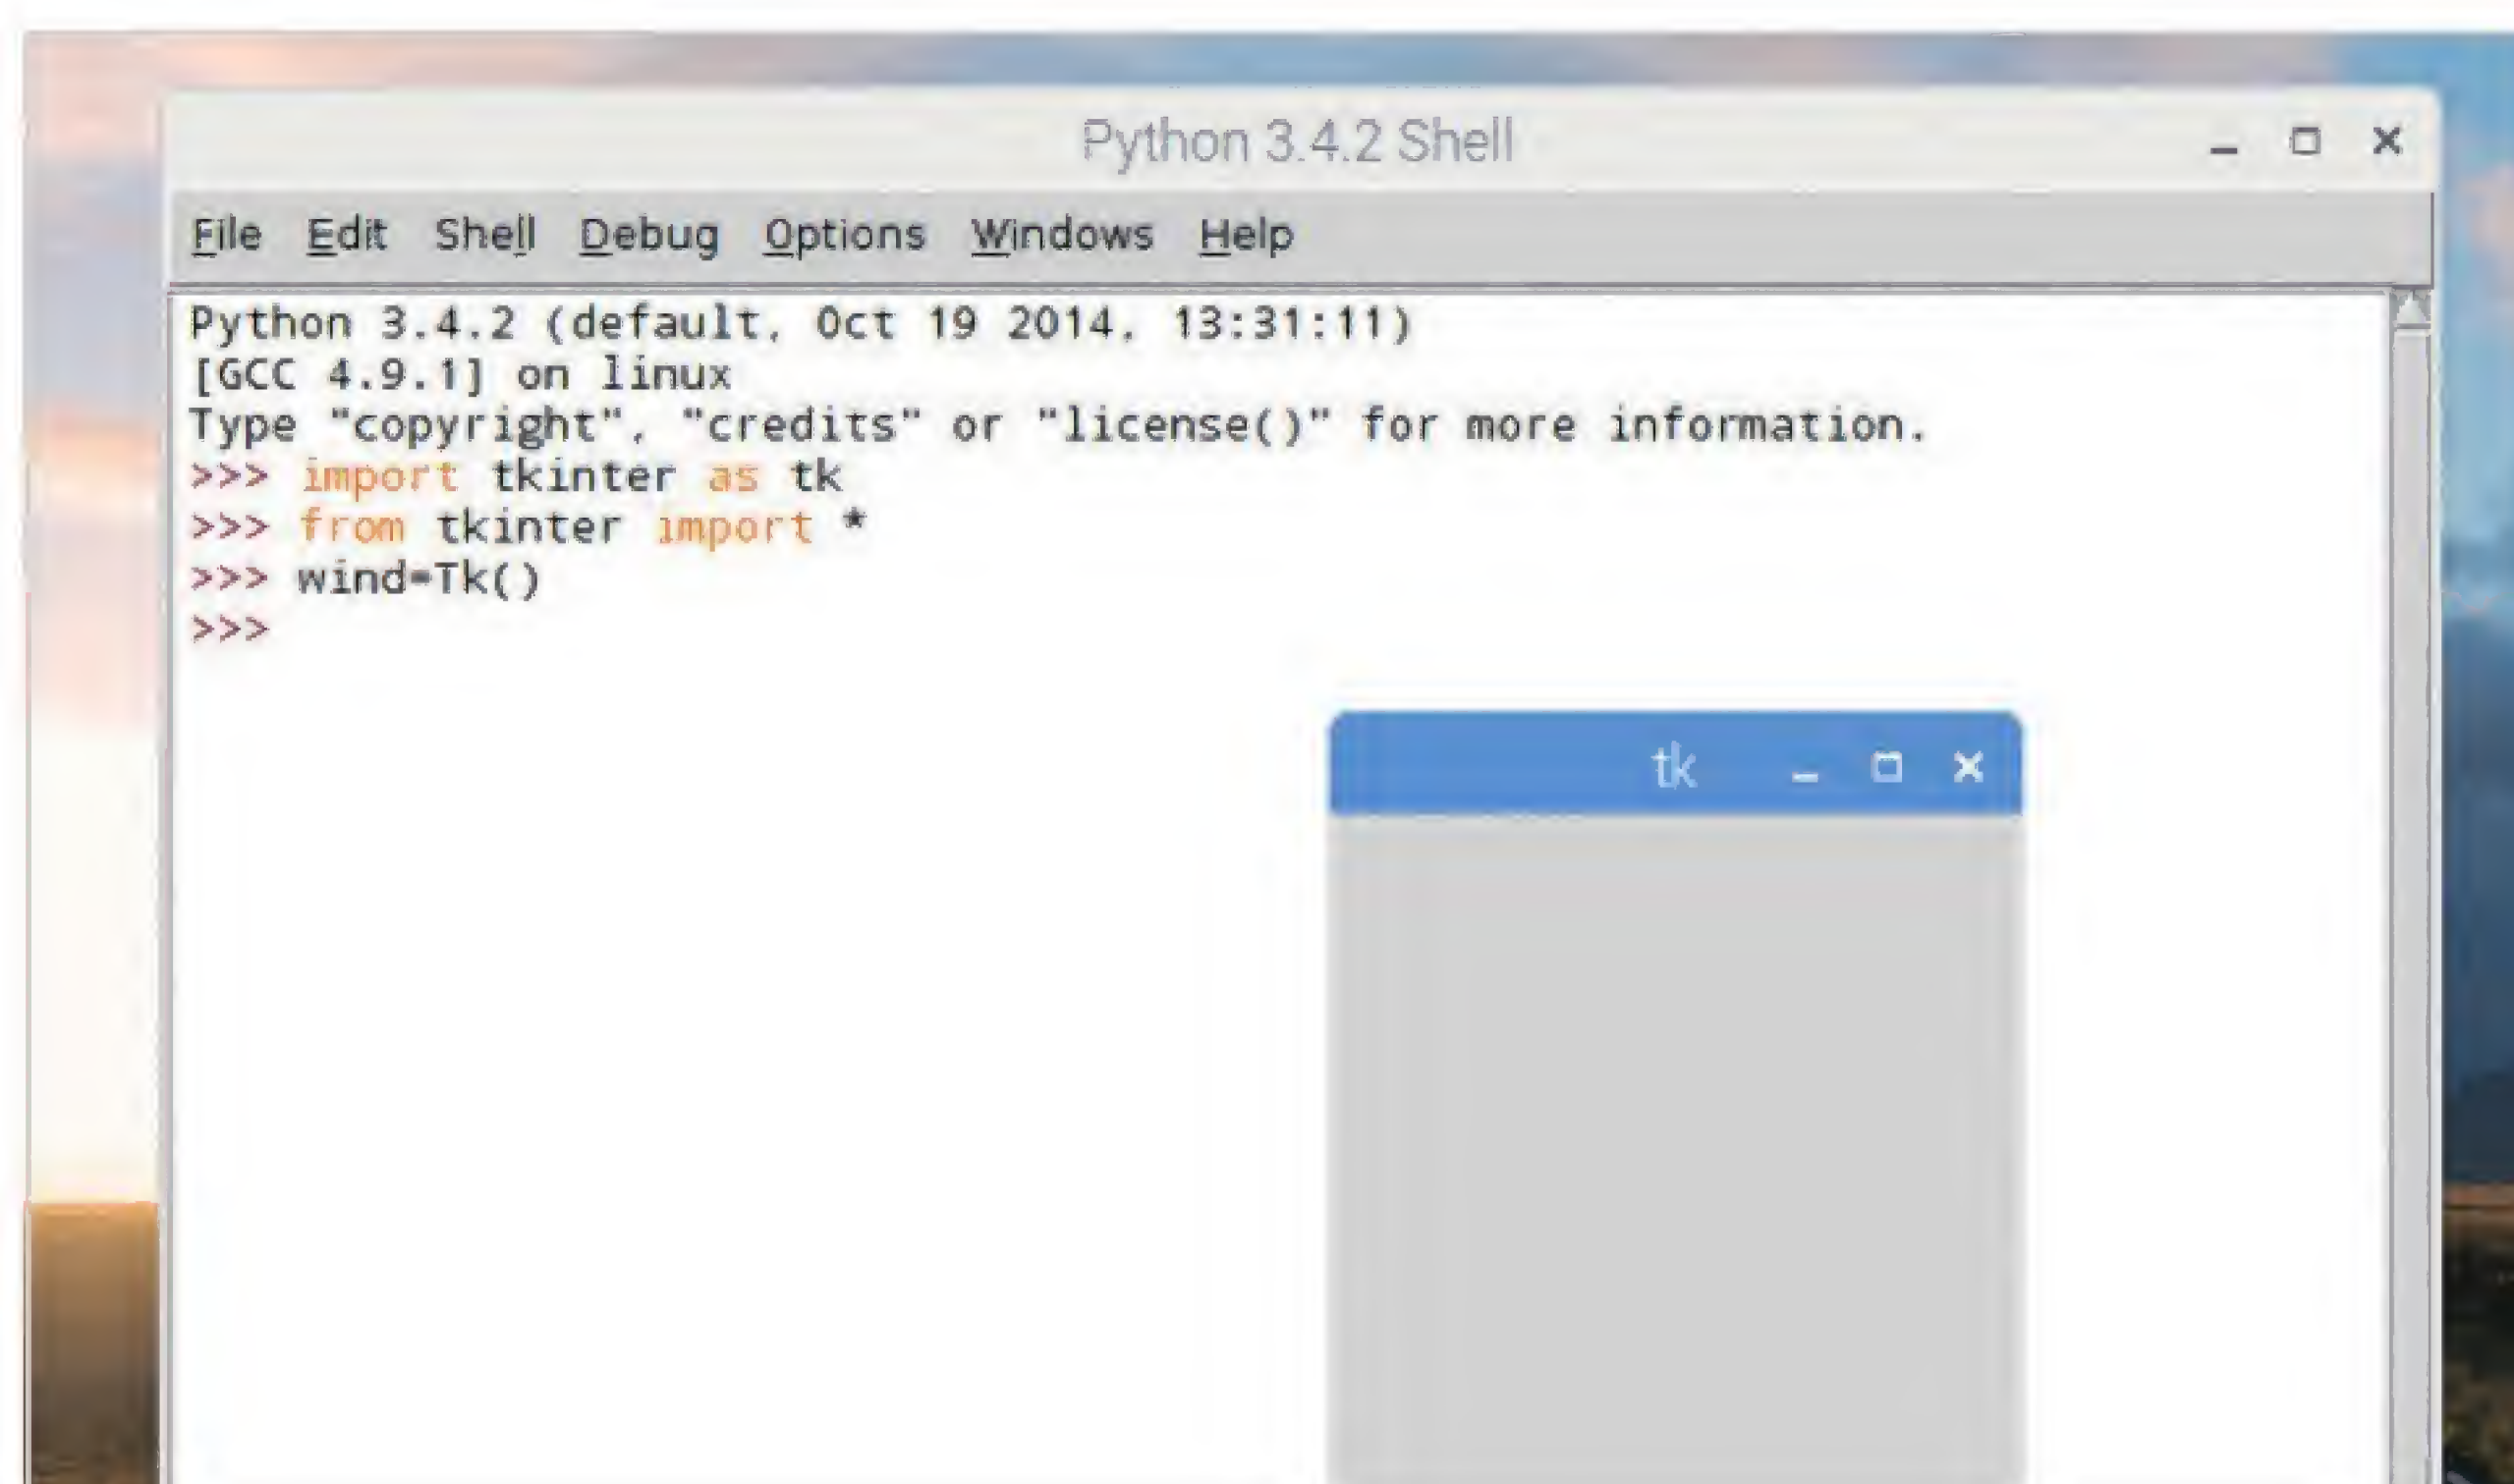 Python 3.4.2 Shell
File Edit Shell Debug Options Windows Help
Python 3.4.2 (default, Oct 19 2014, 13:31:11)
[GCC 4.9.1] on linux
Type "copyright", "credits" or "license()" for more information.
>>> import tkinter as tk
>>> from tkinter import *
>>> wind=Tk()
>>>
tk